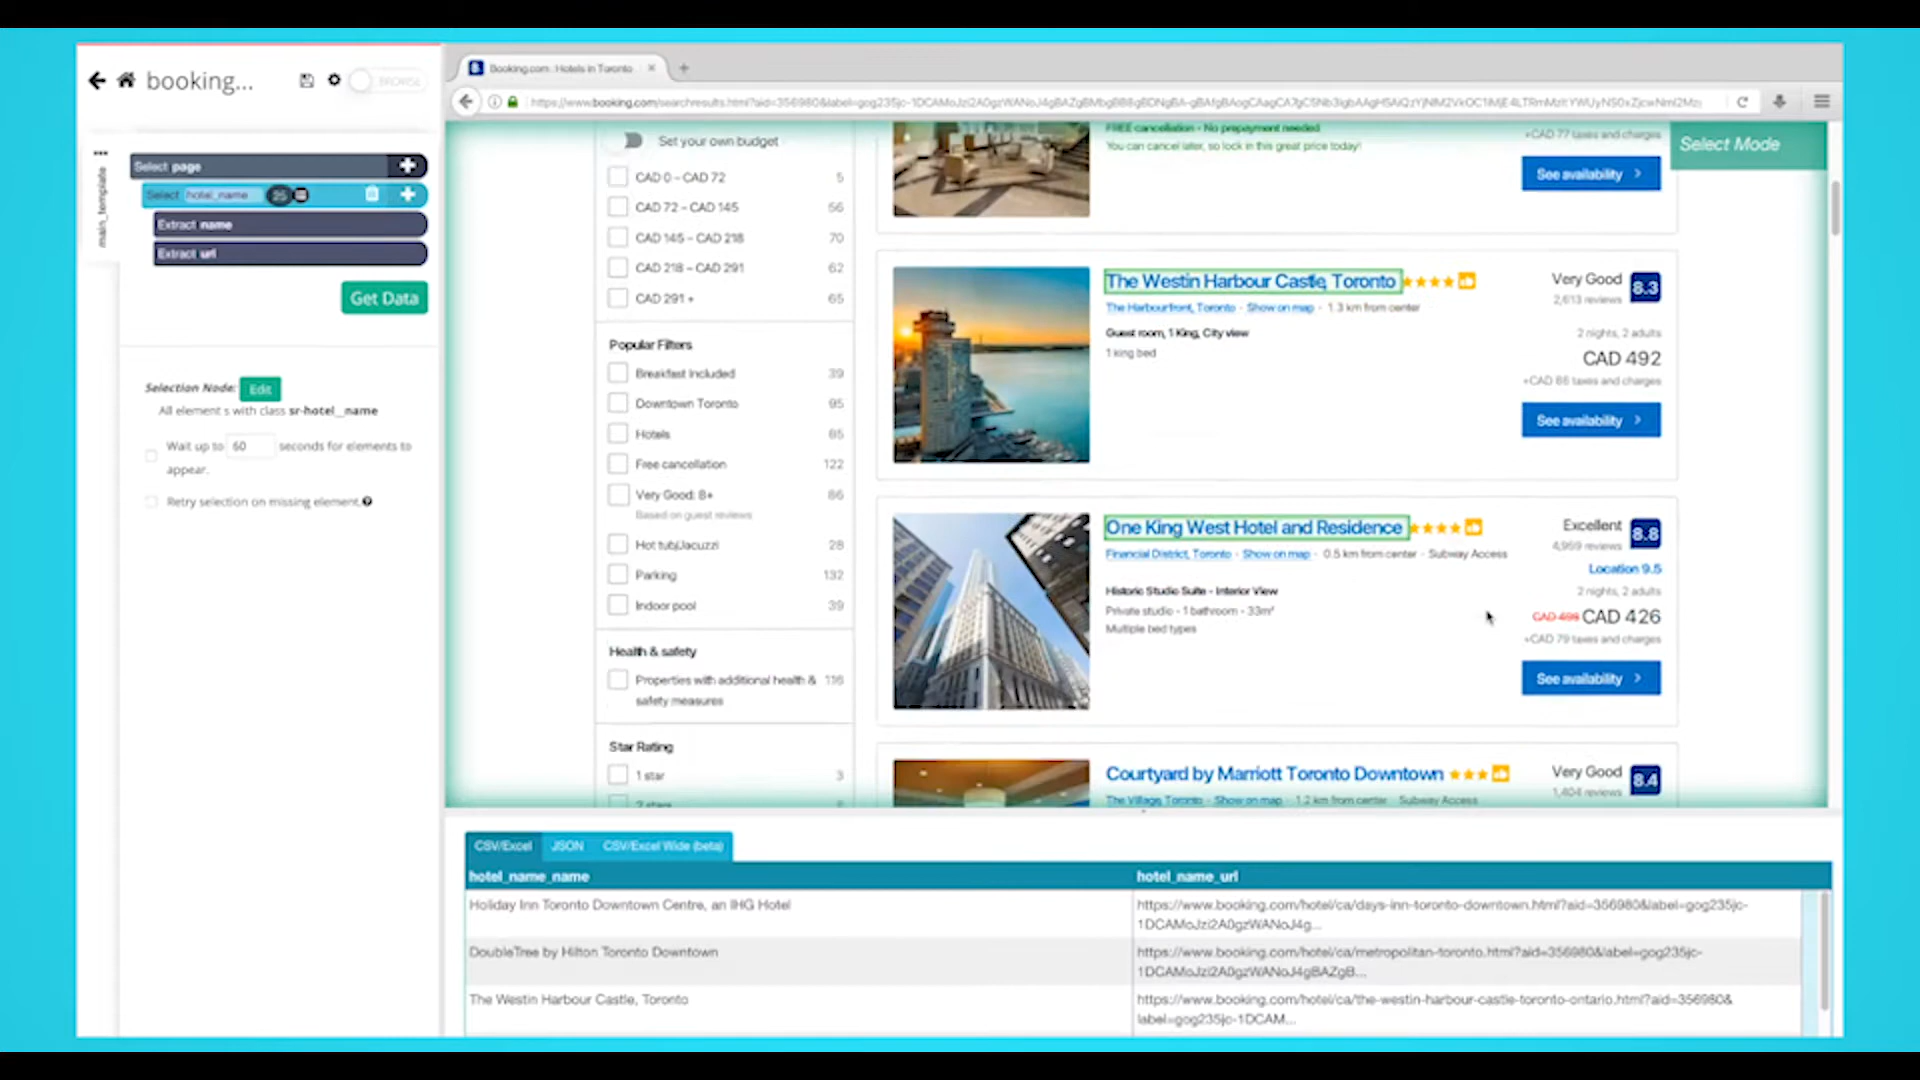 booking...
BROWSE
main_template
Select page
Select hotel_name 25
Extract name
Extract url
Get Data
Selection Node: Edit
All element s with class sr-hotel__name
Wait up to 60 seconds for elements to
appear.
Retry selection on missing element.
Booking.com : Hotels in Toronto
Select Mode
Set your own budget
CAD 0 – CAD 72 5
CAD 72 – CAD 145 56
CAD 145 – CAD 218 70
CAD 218 – CAD 291 62
CAD 291 + 65
Popular Filters
Breakfast Included 39
Downtown Toronto 95
Hotels 65
Free cancellation 122
Very Good: 8+ 86
Based on guest reviews
Hot tub/Jacuzzi 28
Parking 132
Indoor pool 39
Health & safety
Properties with additional health & 116
safety measures
Star Rating
1 star 3
2 stars
FREE cancellation - No prepayment needed
You can cancel later, so lock in this great price today!
+CAD 77 taxes and charges
See availability
The Westin Harbour Castle, Toronto
The Harbourfront, Toronto - Show on map - 1.3 km from center
Guest room, 1 King, City view
1 king bed
Very Good 8.3
2,613 reviews
2 nights, 2 adults
CAD 492
+CAD 86 taxes and charges
See availability
One King West Hotel and Residence
Financial District, Toronto - Show on map - 0.5 km from center - Subway Access
Historic Studio Suite - Interior View
Private studio - 1 bathroom - 33m²
Multiple bed types
Excellent 8.8
4,959 reviews
Location 9.5
2 nights, 2 adults
CAD 426
+CAD 79 taxes and charges
See availability
Courtyard by Marriott Toronto Downtown
The Village, Toronto - Show on map - 1.2 km from center - Subway Access
Very Good 8.4
1,404 reviews
CSV/Excel JSON CSV/Excel Wide (beta)
hotel_name_name hotel_name_url
Holiday Inn Toronto Downtown Centre, an IHG Hotel
https://www.booking.com/hotel/ca/days-inn-toronto-downtown.html?aid=356980&label=gog235jc-
1DCAMoJzi2A0gzWANoJ4g...
DoubleTree by Hilton Toronto Downtown
https://www.booking.com/hotel/ca/metropolitan-toronto.html?aid=356980&label=gog235jc-
1DCAMoJzi2A0gzWANoJ4gBAZgB...
The Westin Harbour Castle, Toronto
https://www.booking.com/hotel/ca/the-westin-harbour-castle-toronto-ontario.html?aid=356980&
label=gog235jc-1DCAM...